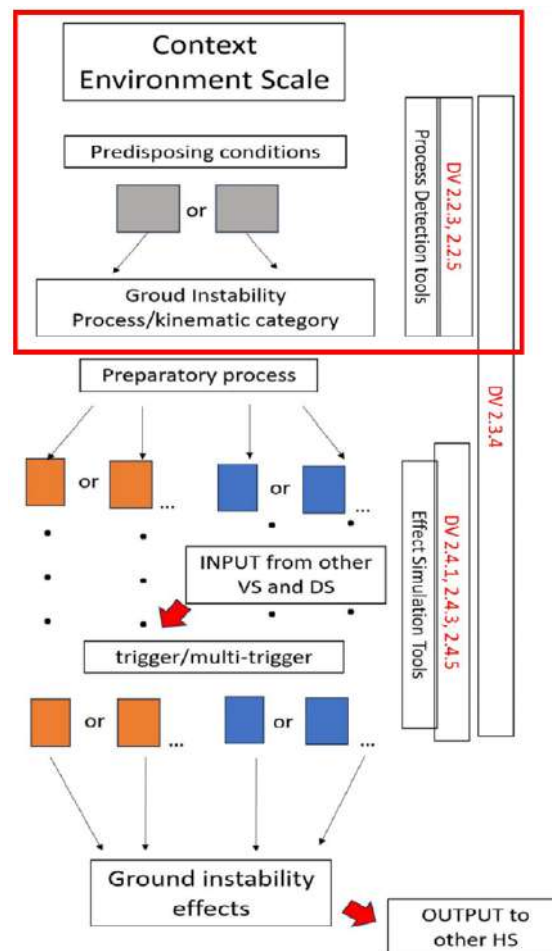 Context
Environment Scale
Predisposing conditions
or
Groud Instability
Process/kinematic category
Process Detection tools
DV 2.2.3, 2.2.5
DV 2.3.4
Preparatory process
or
...
or
...
INPUT from other
VS and DS
Effect Simulation Tools
DV 2.4.1, 2.4.3, 2.4.5
trigger/multi-trigger
or
...
or
...
Ground instability
effects
OUTPUT to
other HS